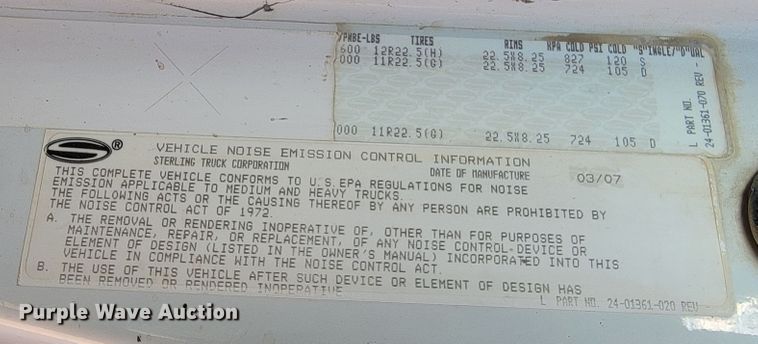 /PNBE-LBS TIRES RIMS KPA COLD PSI COLD "S"INGLE/"D"UAL
600 12R22.5(H) 22.5X8.25 827 120 S
000 11R22.5(G) 22.5X8.25 724 105 D
000 11R22.5(G) 22.5X8.25 724 105 D
L PART NO. 24-01361-070 REV -
S ®
VEHICLE NOISE EMISSION CONTROL INFORMATION
STERLING TRUCK CORPORATION DATE OF MANUFACTURE 03/07
THIS COMPLETE VEHICLE CONFORMS TO U.S.EPA REGULATIONS FOR NOISE
EMISSION APPLICABLE TO MEDIUM AND HEAVY TRUCKS.
THE FOLLOWING ACTS OR THE CAUSING THEREOF BY ANY PERSON ARE PROHIBITED BY
THE NOISE CONTROL ACT OF 1972.
A. THE REMOVAL OR RENDERING INOPERATIVE OF, OTHER THAN FOR PURPOSES OF
MAINTENANCE, REPAIR, OR REPLACEMENT, OF ANY NOISE CONTROL-DEVICE OR
ELEMENT OF DESIGN (LISTED IN THE OWNER'S MANUAL) INCORPORATED INTO THIS
VEHICLE IN COMPLIANCE WITH THE NOISE CONTROL ACT.
B. THE USE OF THIS VEHICLE AFTER SUCH DEVICE OR ELEMENT OF DESIGN HAS
BEEN REMOVED OR RENDERED INOPERATIVE
L PART NO. 24-01361-020 REV -
Purple Wave Auction